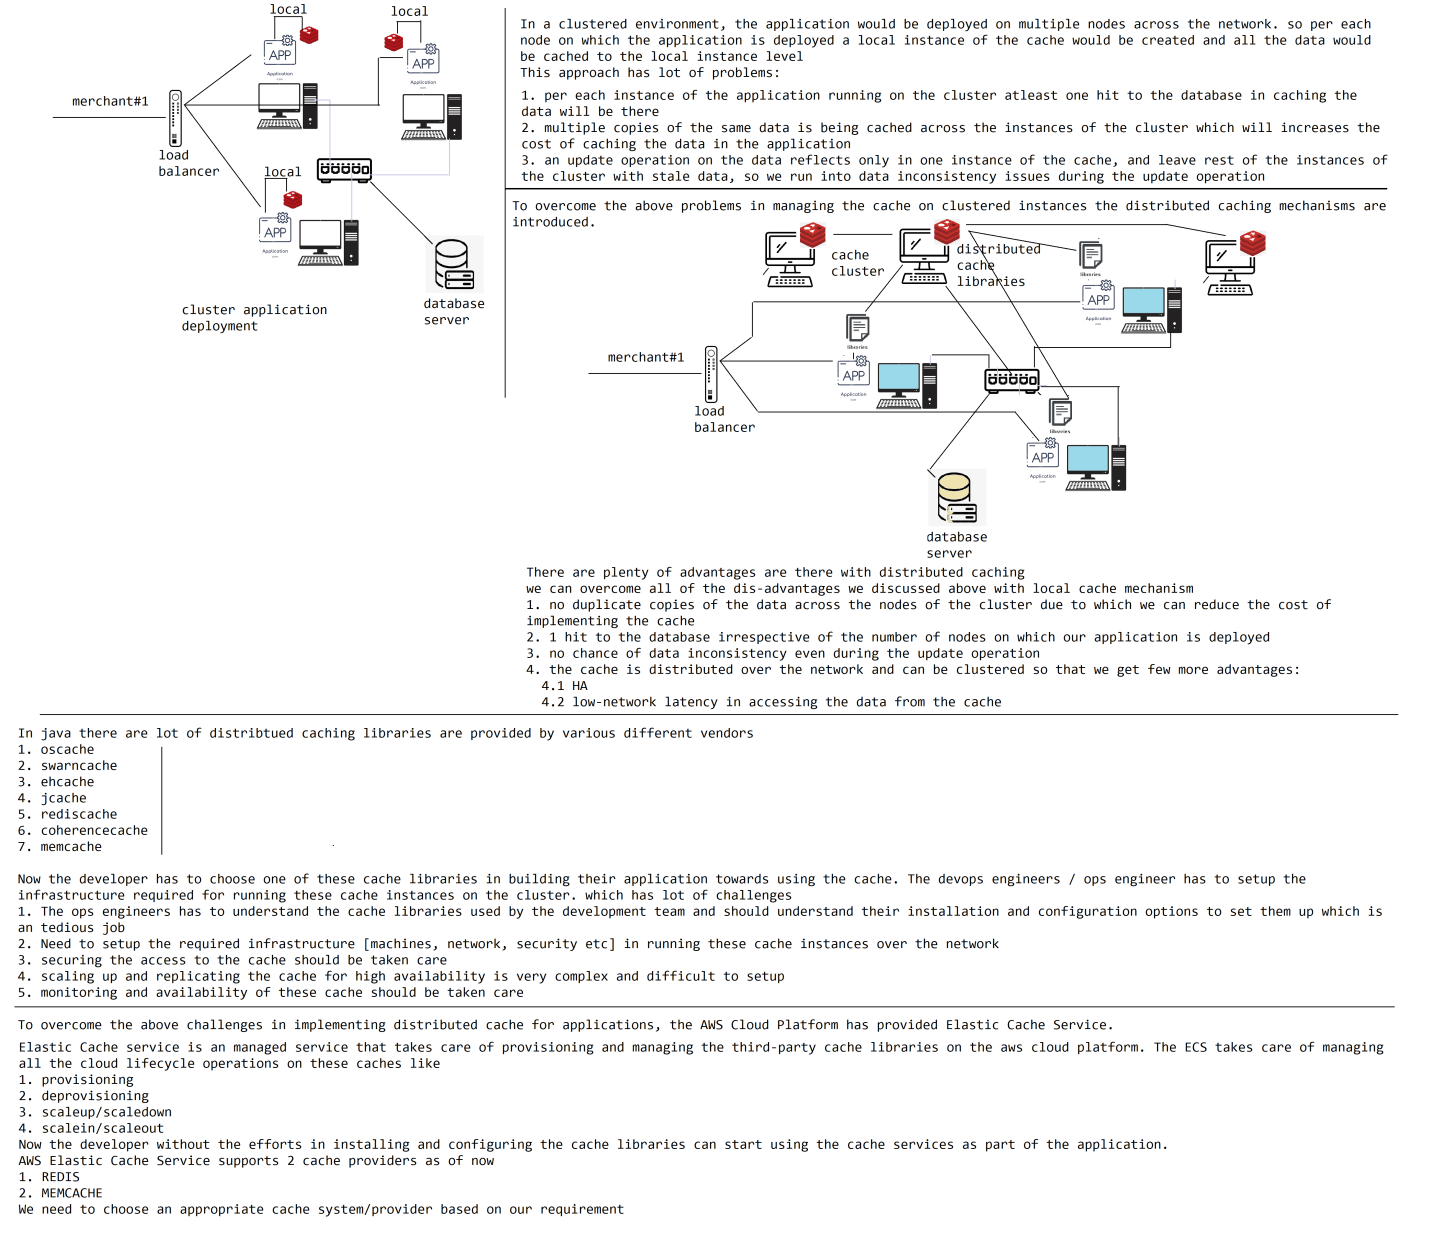 local
local
APP
Application
APP
Application
merchant#1
load
balancer
local
APP
Application
database
server
cluster application
deployment
In a clustered environment, the application would be deployed on multiple nodes across the network. so per each
node on which the application is deployed a local instance of the cache would be created and all the data would
be cached to the local instance level
This approach has lot of problems:
1. per each instance of the application running on the cluster atleast one hit to the database in caching the
data will be there
2. multiple copies of the same data is being cached across the instances of the cluster which will increases the
cost of caching the data in the application
3. an update operation on the data reflects only in one instance of the cache, and leave rest of the instances of
the cluster with stale data, so we run into data inconsistency issues during the update operation
To overcome the above problems in managing the cache on clustered instances the distributed caching mechanisms are
introduced.
cache
cluster
distributed
cache
libraries
libraries
APP
Application
libraries
merchant#1
APP
Application
load
balancer
libraries
APP
Application
database
server
There are plenty of advantages are there with distributed caching
we can overcome all of the dis-advantages we discussed above with local cache mechanism
1. no duplicate copies of the data across the nodes of the cluster due to which we can reduce the cost of
implementing the cache
2. 1 hit to the database irrespective of the number of nodes on which our application is deployed
3. no chance of data inconsistency even during the update operation
4. the cache is distributed over the network and can be clustered so that we get few more advantages:
4.1 HA
4.2 low-network latency in accessing the data from the cache
In java there are lot of distribtued caching libraries are provided by various different vendors
1. oscache
2. swarncache
3. ehcache
4. jcache
5. rediscache
6. coherencecache
7. memcache
Now the developer has to choose one of these cache libraries in building their application towards using the cache. The devops engineers / ops engineer has to setup the
infrastructure required for running these cache instances on the cluster. which has lot of challenges
1. The ops engineers has to understand the cache libraries used by the development team and should understand their installation and configuration options to set them up which is
an tedious job
2. Need to setup the required infrastructure [machines, network, security etc] in running these cache instances over the network
3. securing the access to the cache should be taken care
4. scaling up and replicating the cache for high availability is very complex and difficult to setup
5. monitoring and availability of these cache should be taken care
To overcome the above challenges in implementing distributed cache for applications, the AWS Cloud Platform has provided Elastic Cache Service.
Elastic Cache service is an managed service that takes care of provisioning and managing the third-party cache libraries on the aws cloud platform. The ECS takes care of managing
all the cloud lifecycle operations on these caches like
1. provisioning
2. deprovisioning
3. scaleup/scaledown
4. scalein/scaleout
Now the developer without the efforts in installing and configuring the cache libraries can start using the cache services as part of the application.
AWS Elastic Cache Service supports 2 cache providers as of now
1. REDIS
2. MEMCACHE
We need to choose an appropriate cache system/provider based on our requirement